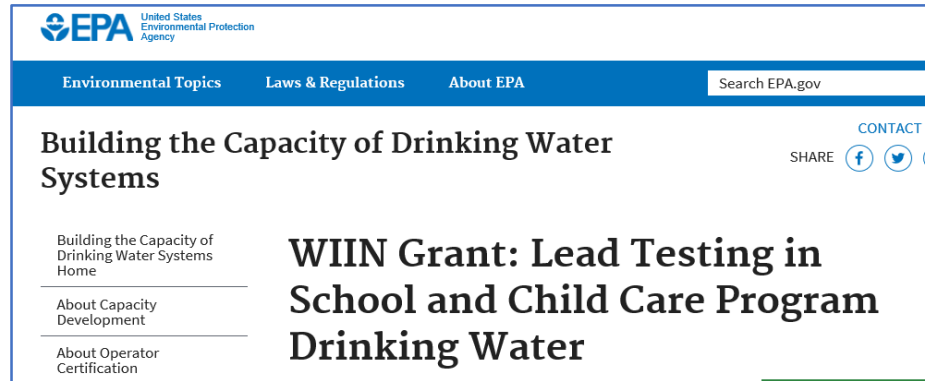 EPA
United States
Environmental Protection
Agency
Environmental Topics
Laws & Regulations
About EPA
Search EPA.gov
Building the Capacity of Drinking Water
Systems
CONTACT
SHARE
Building the Capacity of
Drinking Water Systems
Home
About Capacity
Development
About Operator
Certification
WIIN Grant: Lead Testing in
School and Child Care Program
Drinking Water